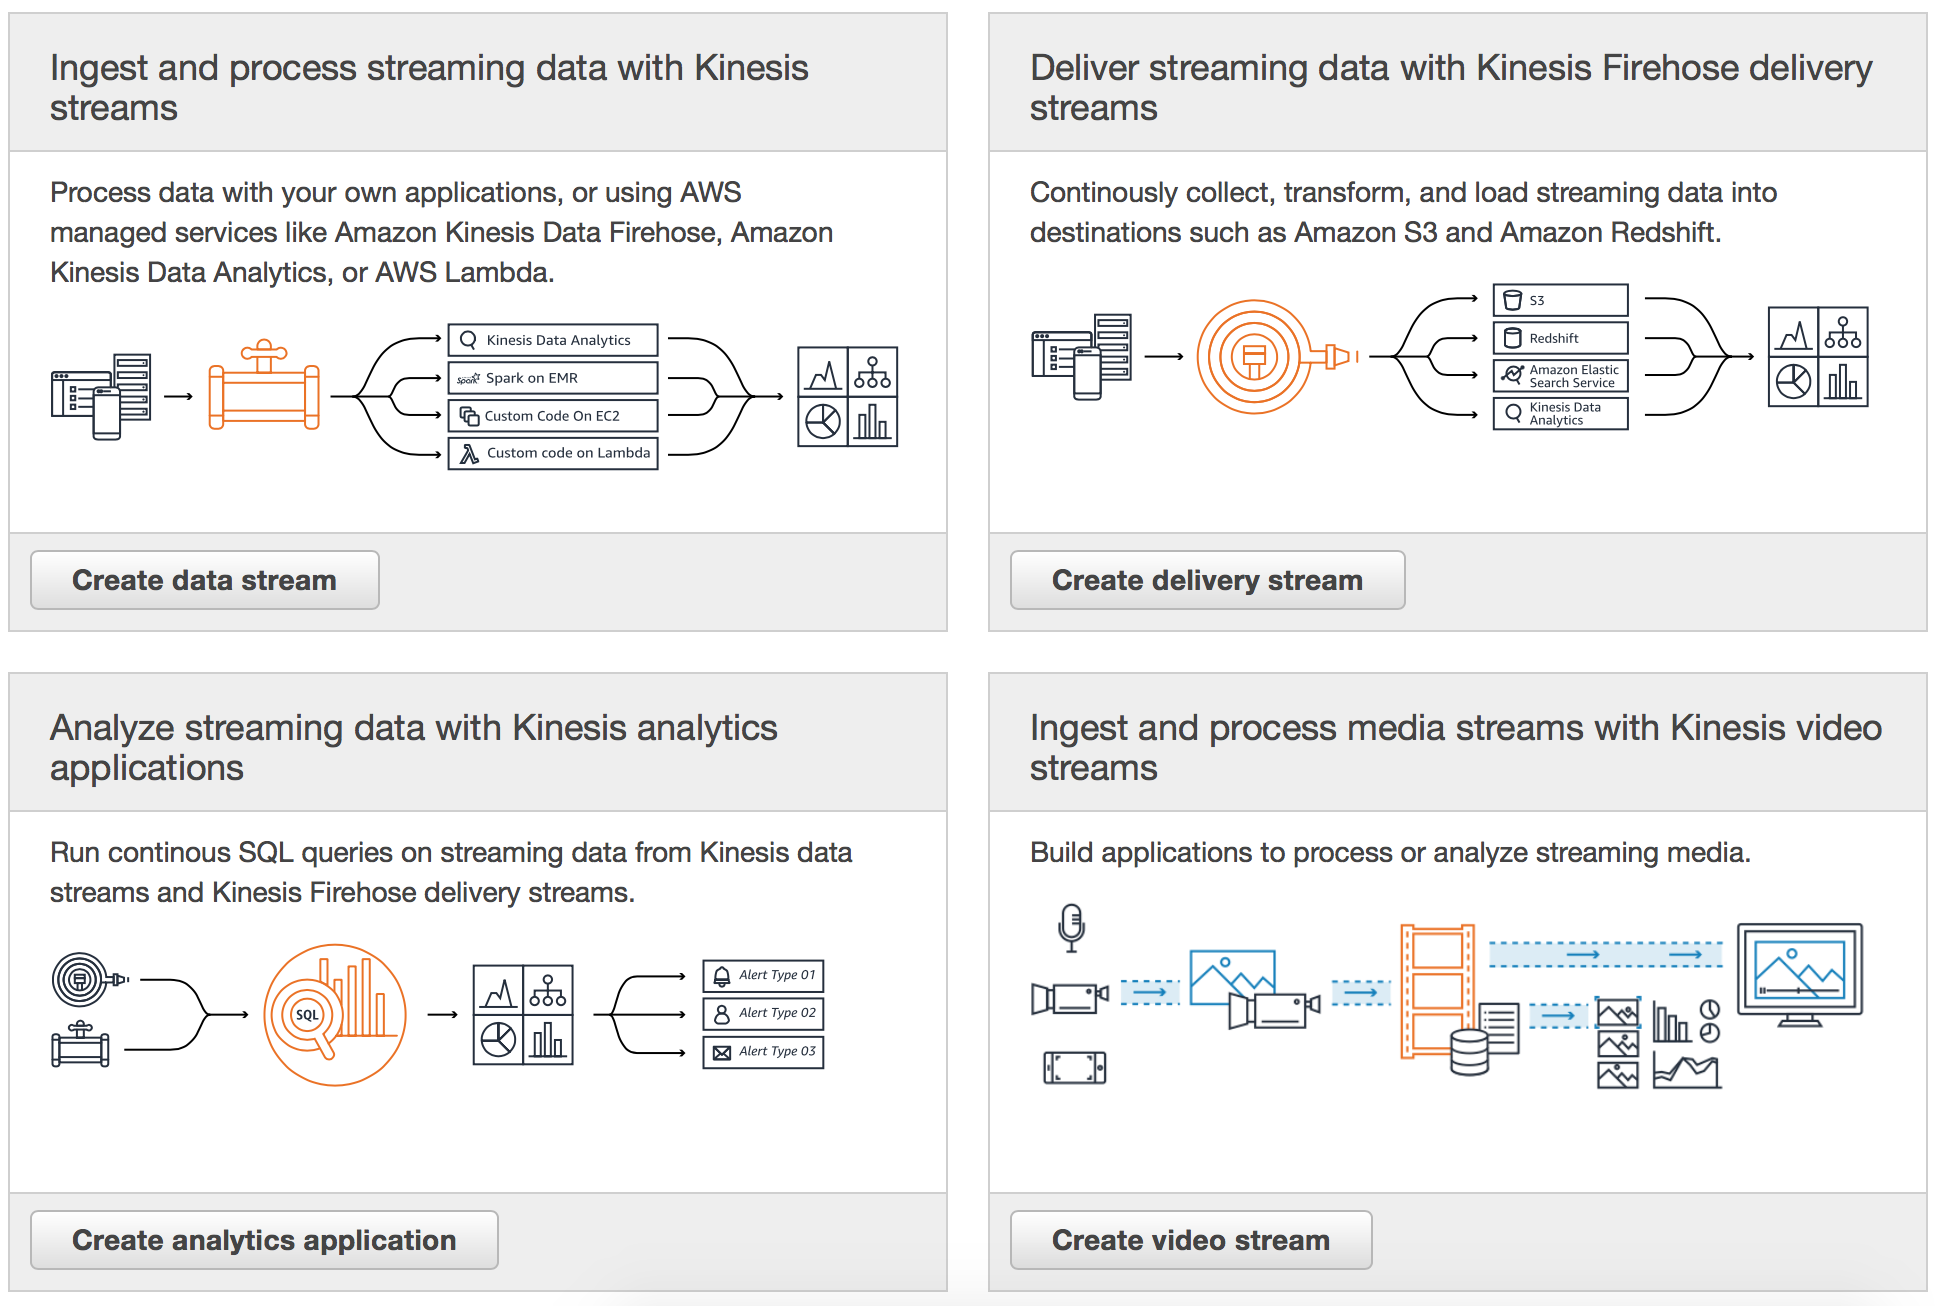 Ingest and process streaming data with Kinesis
streams
Process data with your own applications, or using AWS
managed services like Amazon Kinesis Data Firehose, Amazon
Kinesis Data Analytics, or AWS Lambda.
Kinesis Data Analytics
Spark Spark on EMR
Custom Code On EC2
Custom code on Lambda
Create data stream
Deliver streaming data with Kinesis Firehose delivery
streams
Continously collect, transform, and load streaming data into
destinations such as Amazon S3 and Amazon Redshift.
S3
Redshift
Amazon Elastic
Search Service
Kinesis Data
Analytics
Create delivery stream
Analyze streaming data with Kinesis analytics
applications
Run continous SQL queries on streaming data from Kinesis data
streams and Kinesis Firehose delivery streams.
SQL
Alert Type 01
Alert Type 02
Alert Type 03
Create analytics application
Ingest and process media streams with Kinesis video
streams
Build applications to process or analyze streaming media.
Create video stream